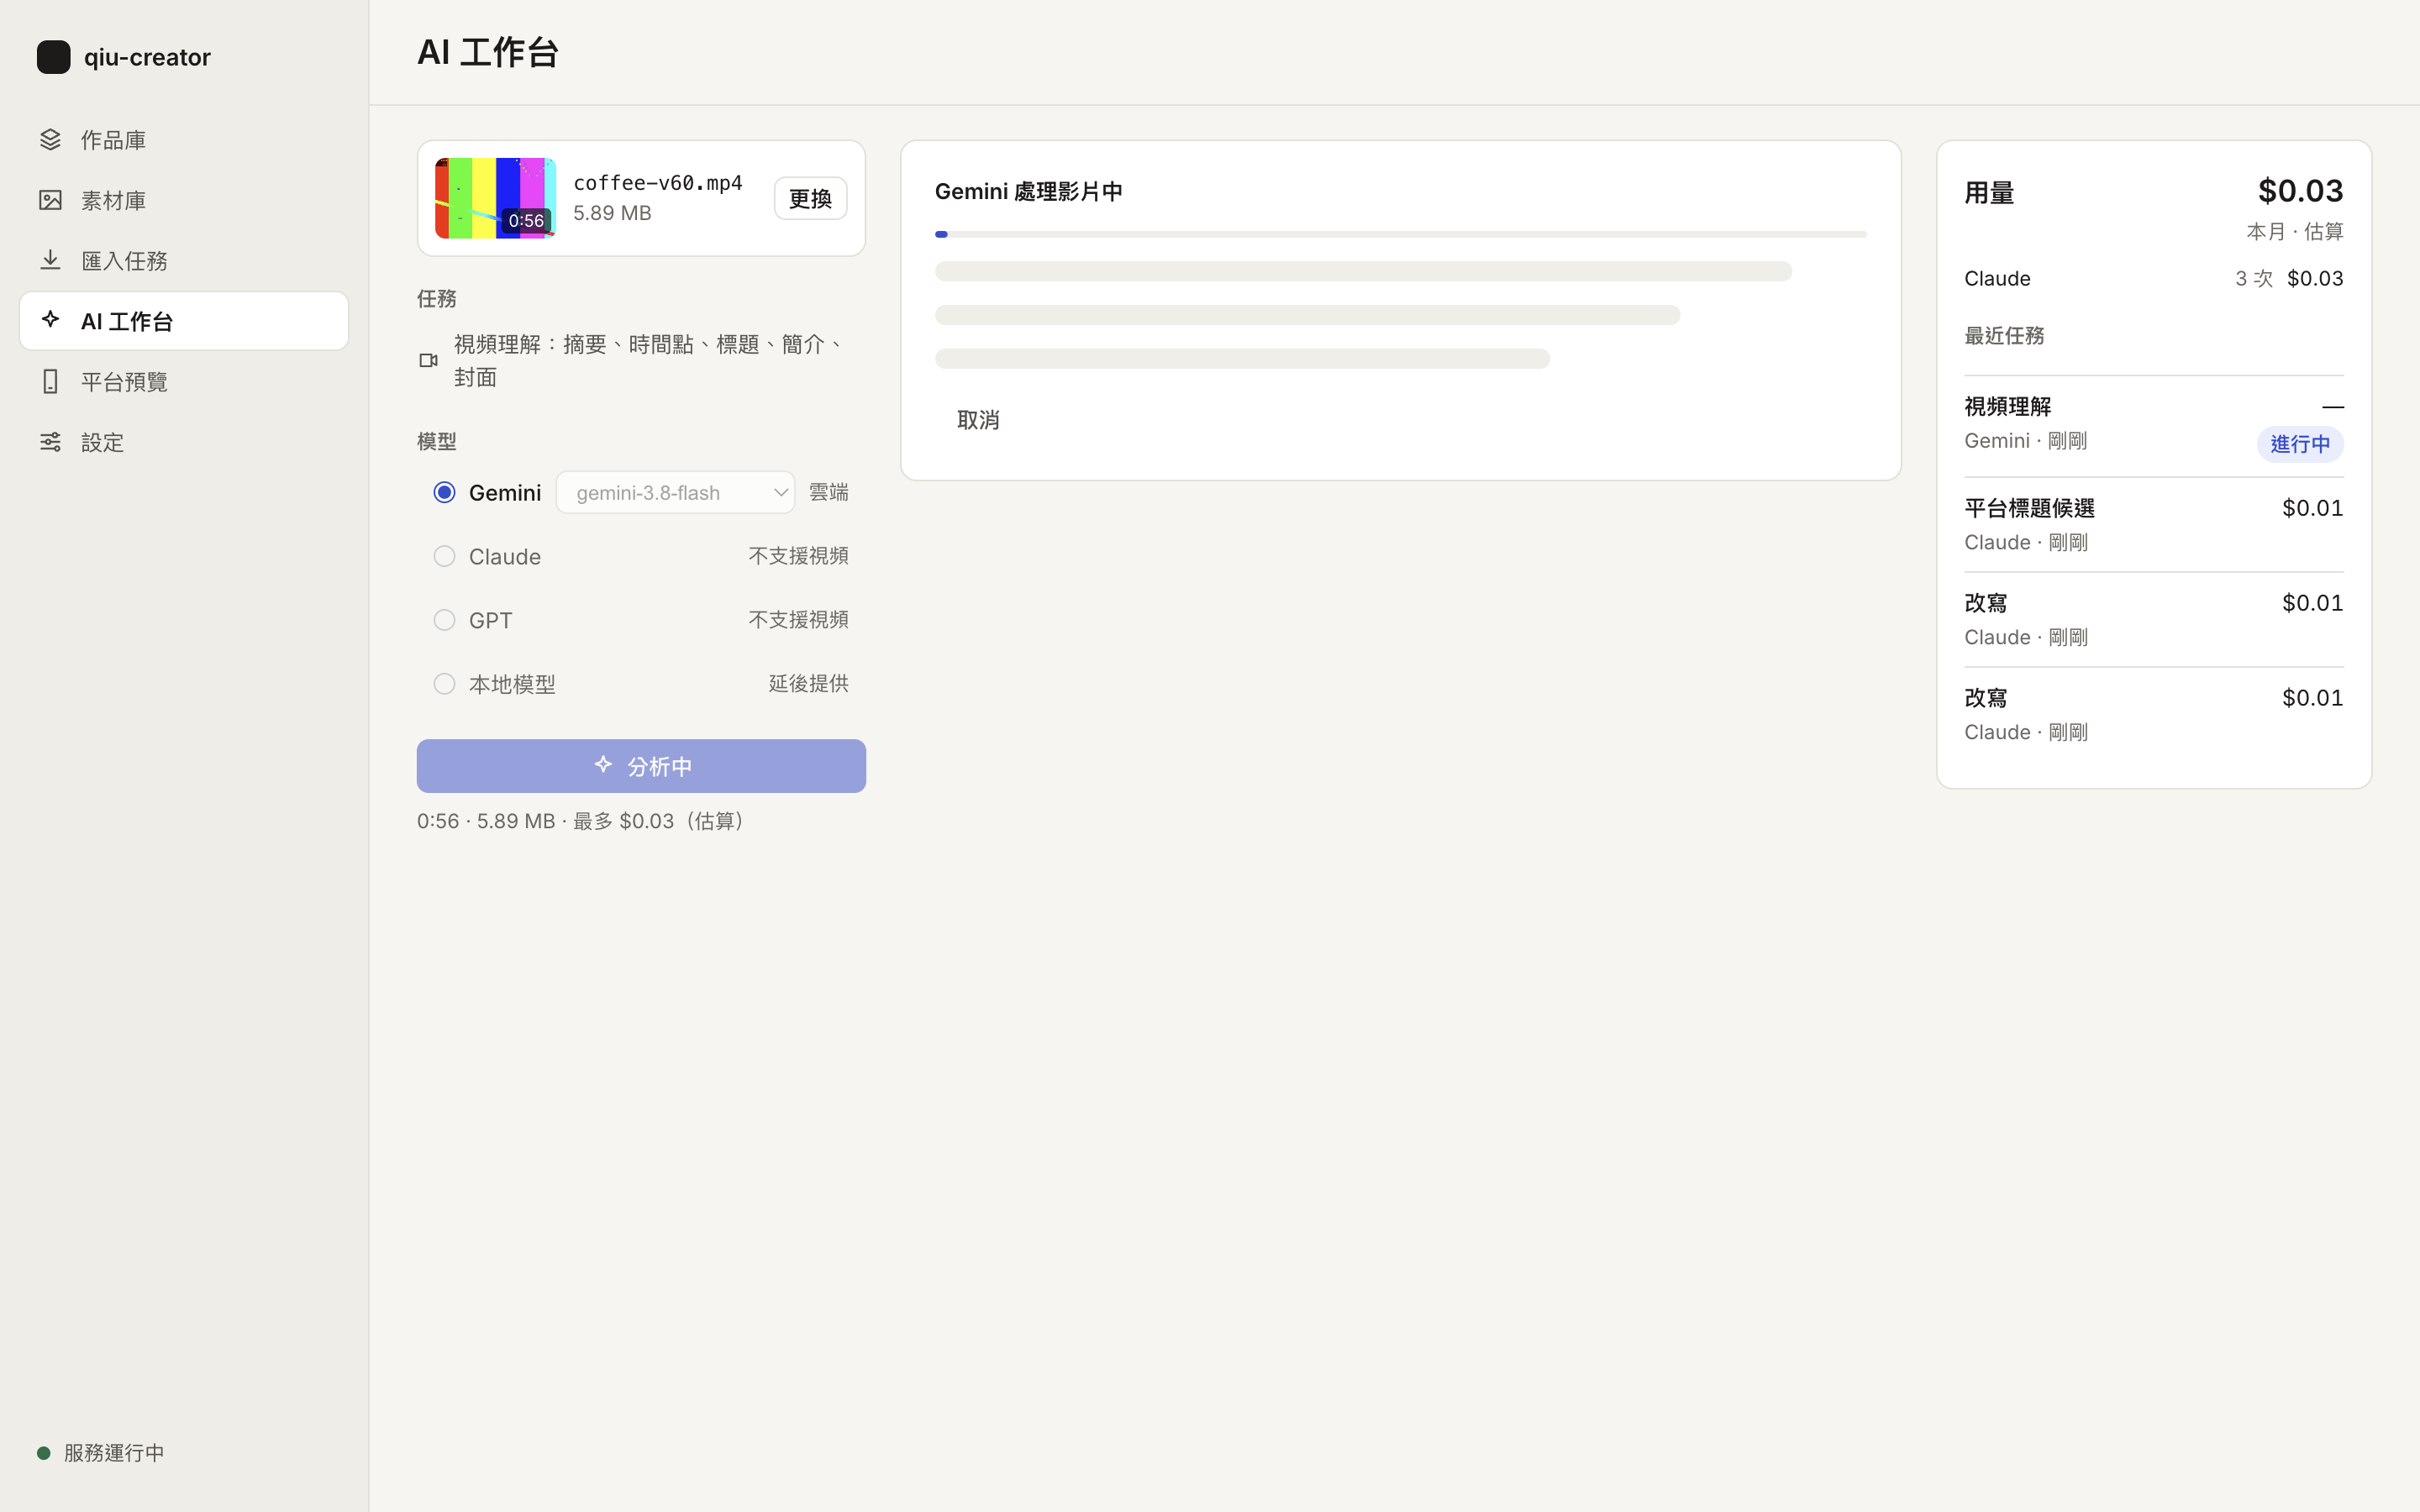 qiu-creator
作品庫
素材庫
匯入任務
AI 工作台
平台預覽
設定
服務運行中
AI 工作台
0:56
coffee-v60.mp4
5.89 MB
更換
任務
視頻理解：摘要、時間點、標題、簡介、
封面
模型
Gemini gemini-3.8-flash 雲端
Claude 不支援視頻
GPT 不支援視頻
本地模型 延後提供
分析中
0:56 · 5.89 MB · 最多 $0.03（估算）
Gemini 處理影片中
取消
用量 $0.03
本月 · 估算
Claude 3 次 $0.03
最近任務
視頻理解 —
Gemini · 剛剛 進行中
平台標題候選 $0.01
Claude · 剛剛
改寫 $0.01
Claude · 剛剛
改寫 $0.01
Claude · 剛剛